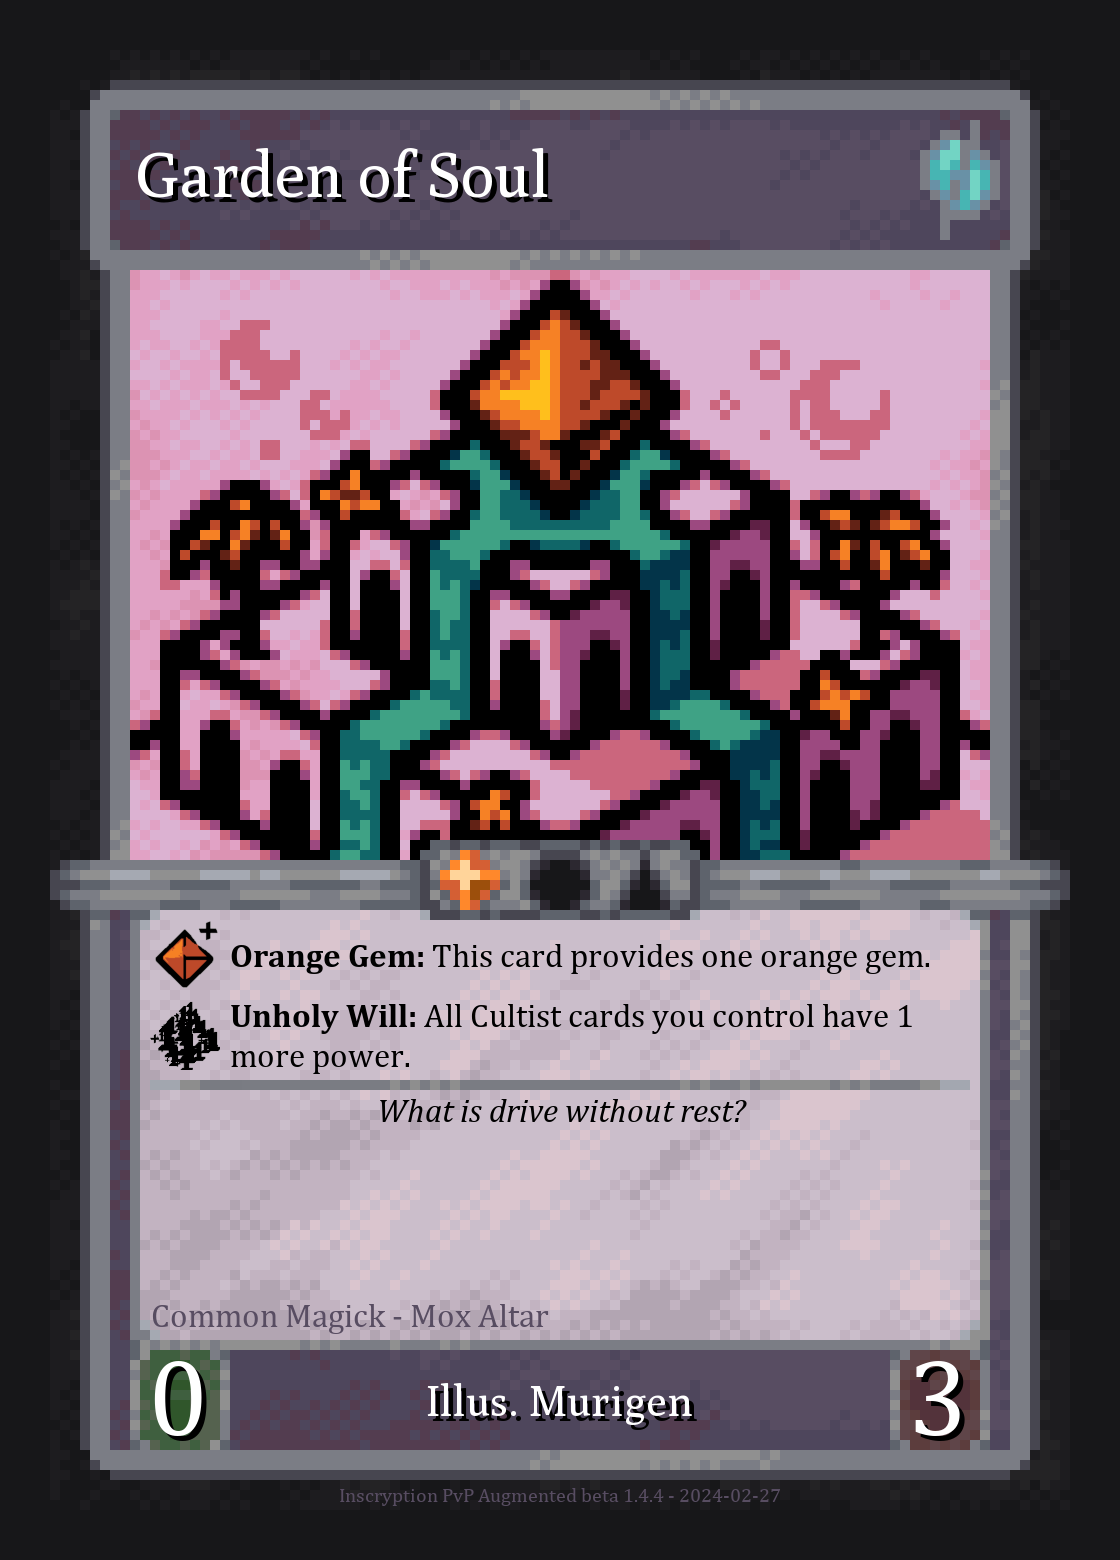 Garden of Soul
Orange Gem: This card provides one orange gem.
Unholy Will: All Cultist cards you control have 1
more power.
What is drive without rest?
Common Magick - Mox Altar
0
Illus. Murigen
3
Inscryption PvP Augmented beta 1.4.4 - 2024-02-27